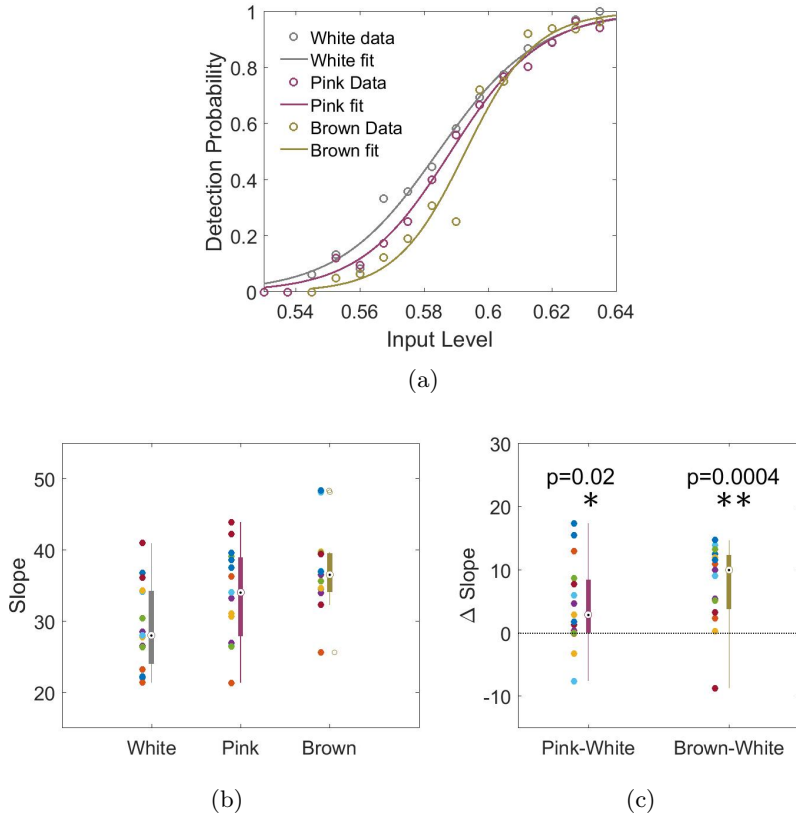 1
0.8
0.6
0.4
0.2
0
Detection Probability
White data
White fit
Pink Data
Pink fit
Brown Data
Brown fit
0.54 0.56 0.58 0.6 0.62 0.64
Input Level
(a)
50
40
30
20
Slope
White Pink Brown
(b)
30
20
10
0
-10
Δ Slope
p=0.02 p=0.0004
* **
Pink-White Brown-White
(c)